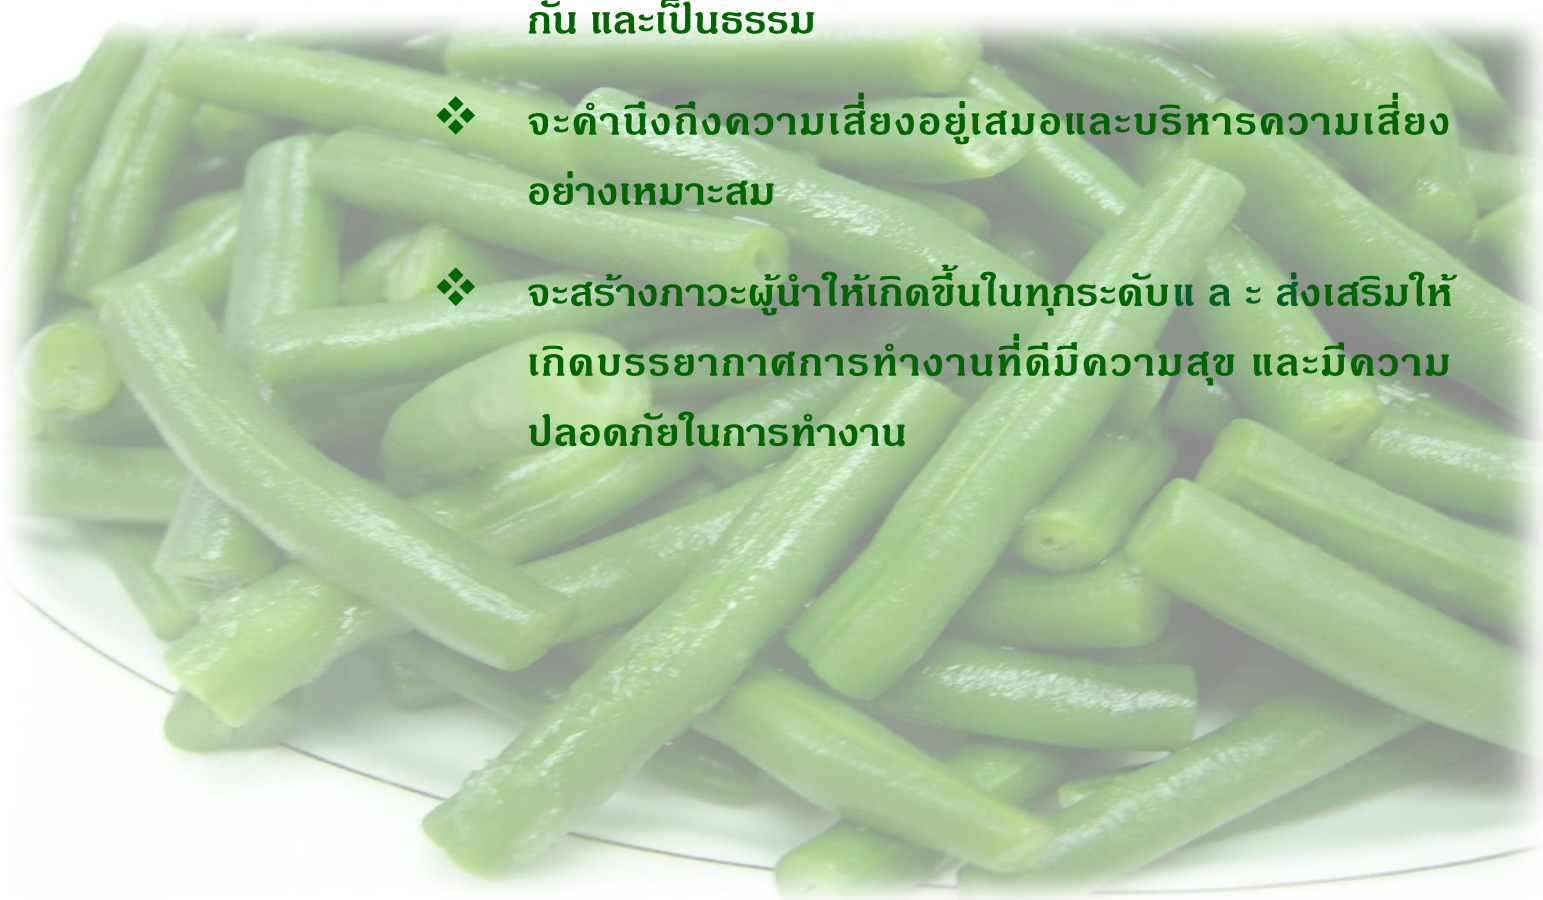 กัน และเป็นธรรม
❖ จะคำนึงถึงความเสี่ยงอยู่เสมอและบริหารความเสี่ยง
อย่างเหมาะสม
❖ จะสร้างภาวะผู้นำให้เกิดขึ้นในทุกระดับแ ล ะ ส่งเสริมให้
เกิดบรรยากาศการทำงานที่ดีมีความสุข และมีความ
ปลอดภัยในการทำงาน